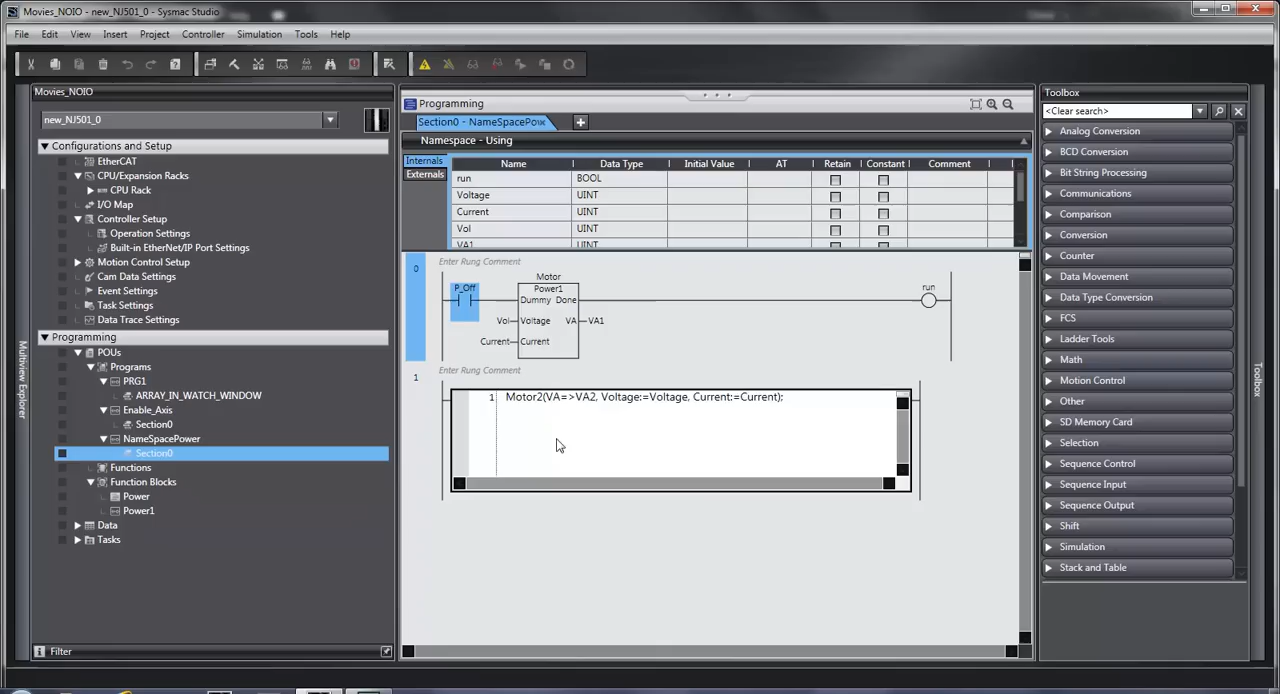 Movies_NOIO - new_NJ501_0 - Sysmac Studio
File Edit View Insert Project Controller Simulation Tools Help
Movies_NOIO
new_NJ501_0
Configurations and Setup
EtherCAT
CPU/Expansion Racks
CPU Rack
I/O Map
Controller Setup
Operation Settings
Built-in EtherNet/IP Port Settings
Motion Control Setup
Cam Data Settings
Event Settings
Task Settings
Data Trace Settings
Programming
POUs
Programs
PRG1
ARRAY_IN_WATCH_WINDOW
Enable_Axis
Section0
NameSpacePower
Section0
Functions
Function Blocks
Power
Power1
Data
Tasks
Filter
Multiview Explorer
Programming
Section0 - NameSpacePow
Namespace - Using
Internals
Externals
Name Data Type Initial Value AT Retain Constant Comment
run BOOL
Voltage UINT
Current UINT
Vol UINT
VA1 UINT
0
Enter Rung Comment
Motor
P_Off Power1 run
Dummy Done
Vol Voltage VA VA1
Current Current
1
Enter Rung Comment
1 Motor2(VA=>VA2, Voltage:=Voltage, Current:=Current);
Toolbox
<Clear search>
Analog Conversion
BCD Conversion
Bit String Processing
Communications
Comparison
Conversion
Counter
Data Movement
Data Type Conversion
FCS
Ladder Tools
Math
Motion Control
Other
SD Memory Card
Selection
Sequence Control
Sequence Input
Sequence Output
Shift
Simulation
Stack and Table
Toolbox